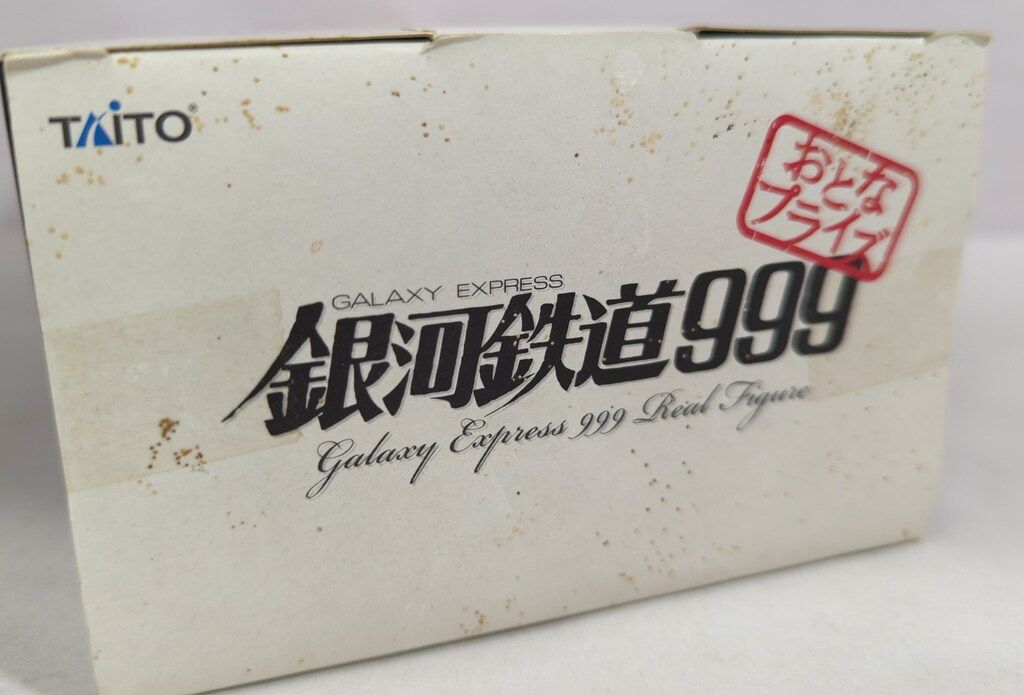 TAITO®
おとな
プライズ
GALAXY EXPRESS
銀河鉄道999
Galaxy Express 999 Real Figure